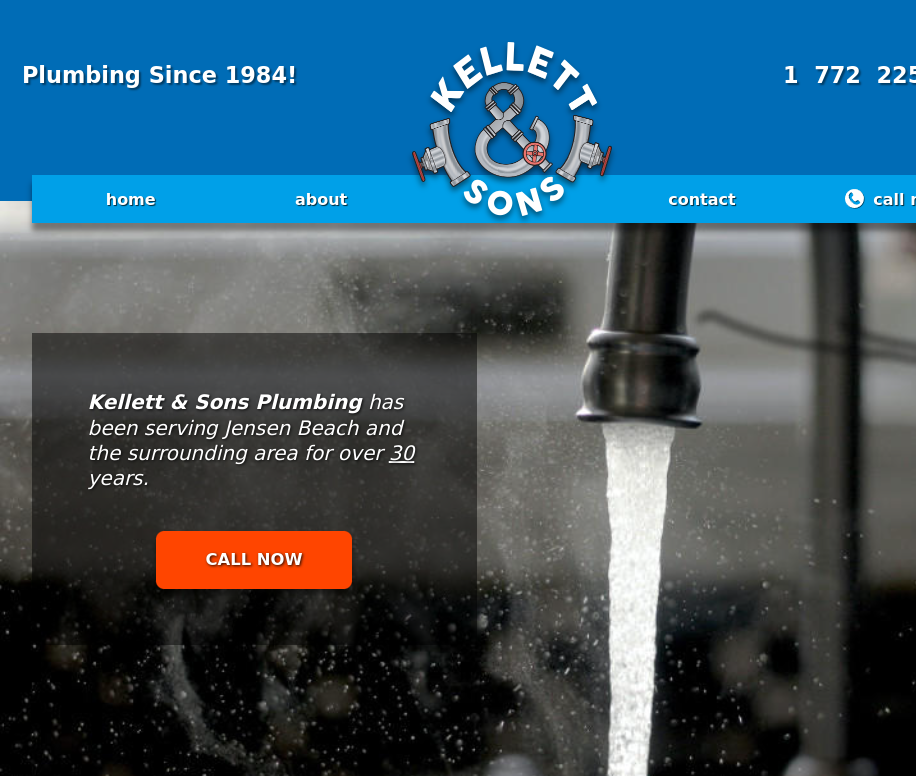 Plumbing Since 1984!
KELLETT
& 
SONS
1 772 225
home
about
contact
call
Kellett & Sons Plumbing has
been serving Jensen Beach and
the surrounding area for over 30
years.
CALL NOW